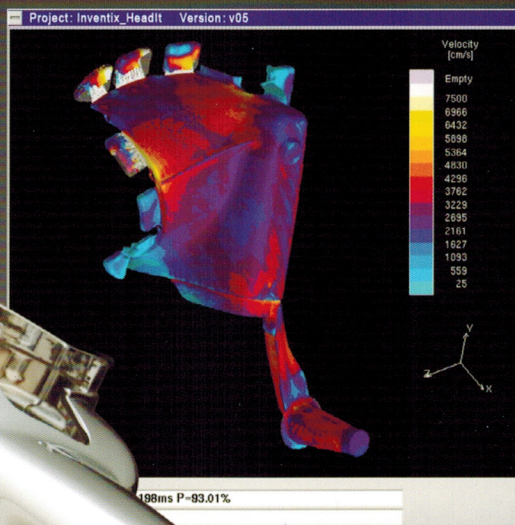 Project: Inventix_HeadIt Version: v05
Velocity
[cm/s]
Empty
7500
6966
6432
5898
5364
4830
4296
3762
3229
2695
2161
1627
1093
559
25
Y
Z
X
198ms P=93.01%